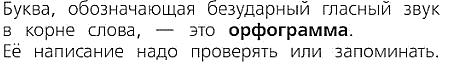 Буква, обозначающая безударный гласный звук
в корне слова, — это орфограмма.
Её написание надо проверять или запоминать.